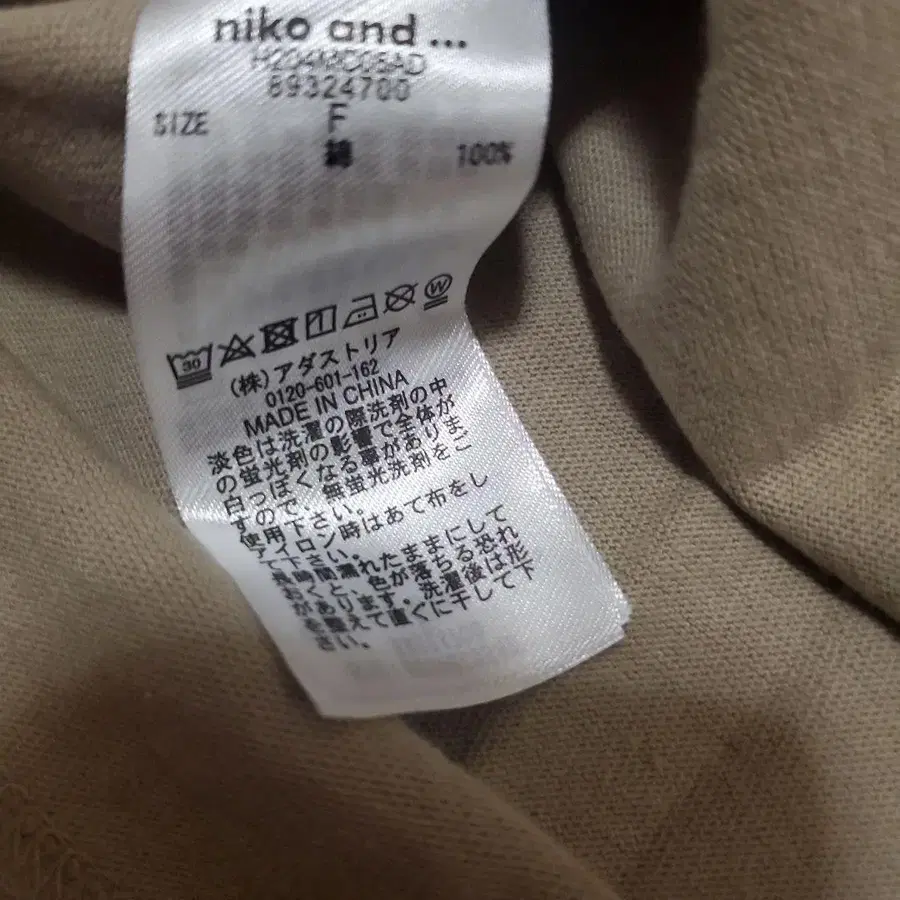 niko and ...
89324700
SIZE F
綿 100%
30
W
(株)アダストリア
0120-601-162
MADE IN CHINA
淡色は洗濯の際洗剤の中
の蛍光剤の影響で全体が
白っぽくなる事がありま
すので、無蛍光洗剤をご
使用下さい。
アイロン時はあて布をし
て下さい。
長時間濡れたままにして
おくと、色が落ちる恐れ
があります。洗濯後は形
を整えて直ぐに干して下
さい。